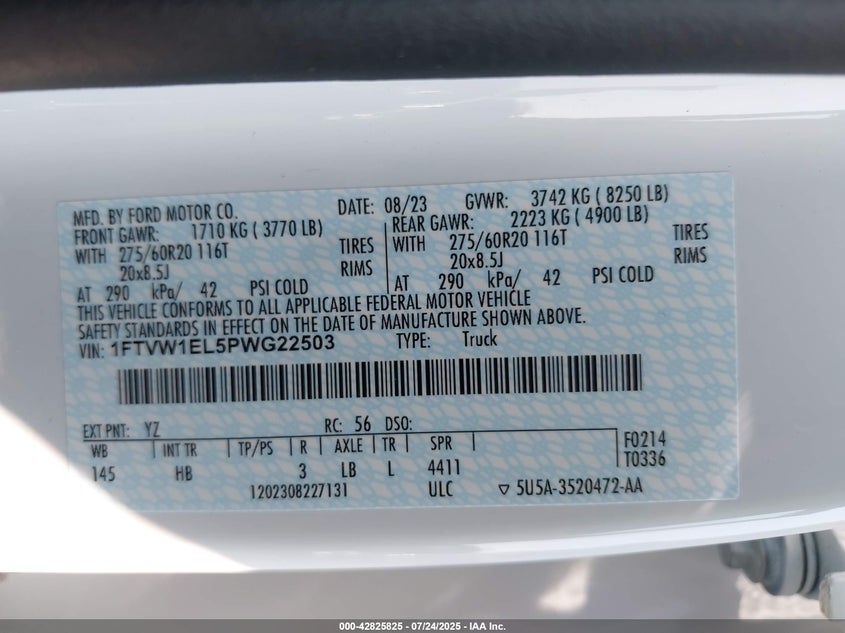 MFD. BY FORD MOTOR CO. DATE: 08/23 GVWR: 3742 KG ( 8250 LB)
FRONT GAWR: 1710 KG ( 3770 LB) REAR GAWR: 2223 KG ( 4900 LB)
WITH 275/60R20 116T TIRES WITH 275/60R20 116T TIRES
20x8.5J RIMS 20x8.5J RIMS
AT 290 kPa/ 42 PSI COLD AT 290 kPa/ 42 PSI COLD
THIS VEHICLE CONFORMS TO ALL APPLICABLE FEDERAL MOTOR VEHICLE
SAFETY STANDARDS IN EFFECT ON THE DATE OF MANUFACTURE SHOWN ABOVE.
VIN: 1FTVW1EL5PWG22503 TYPE: Truck
EXT PNT: YZ RC: 56 DSO:
WB INT TR TP/PS R AXLE TR SPR F0214
145 HB 3 LB L 4411 T0336
1202308227131 ULC ▽ 5U5A-3520472-AA
000-42825825 / 07/24/2025 - IAA Inc.